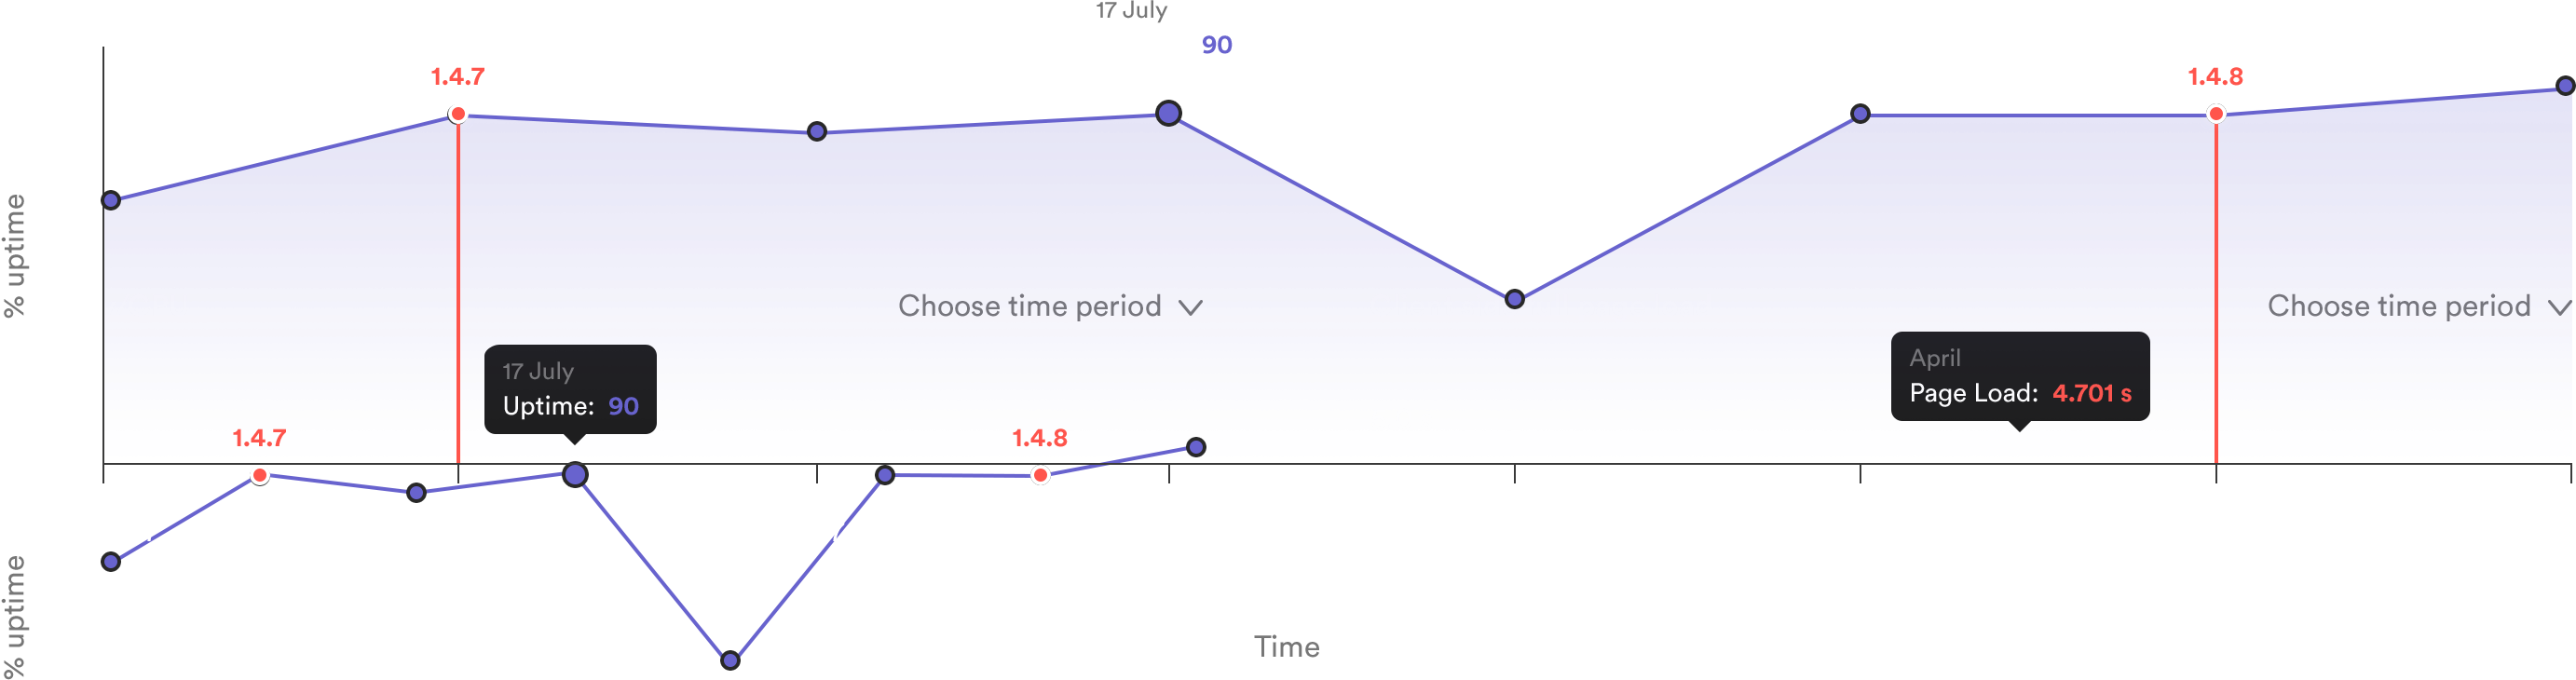 17 July
90
1.4.7
1.4.8
% uptime
Choose time period
Choose time period
17 July
Uptime: 90
April
Page Load: 4.701 s
1.4.7
1.4.8
% uptime
Time